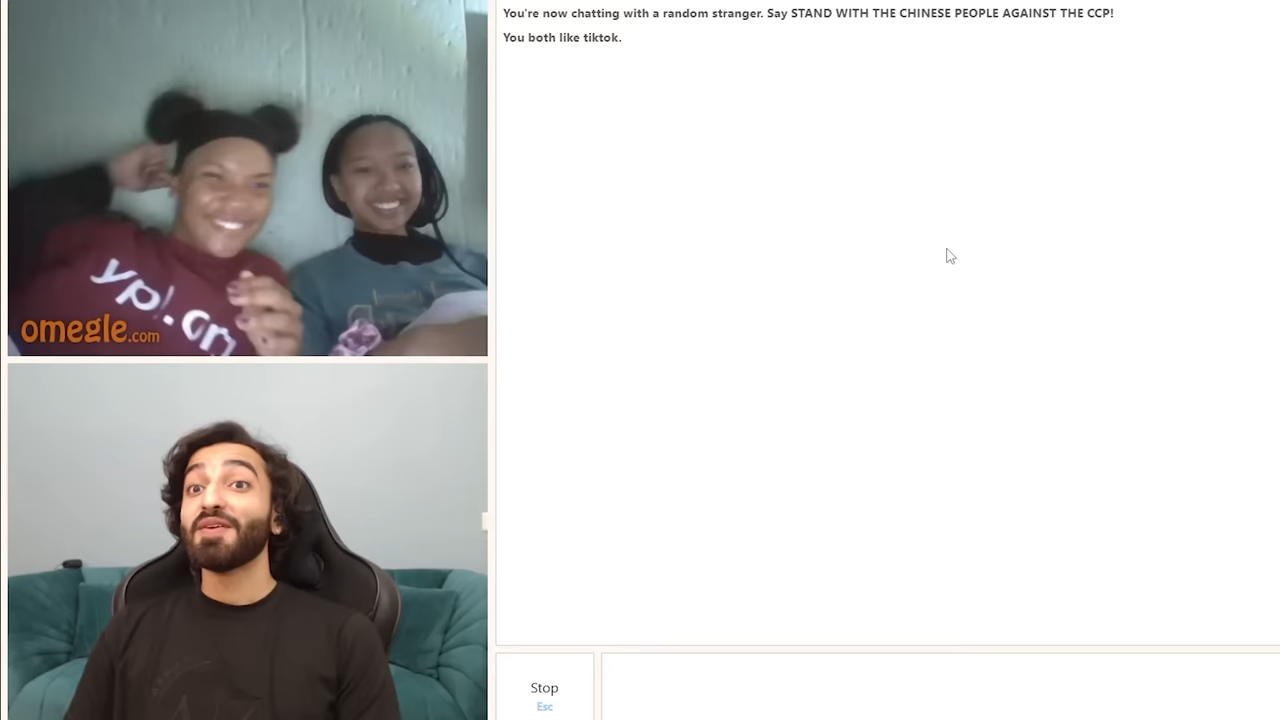 You're now chatting with a random stranger. Say STAND WITH THE CHINESE PEOPLE AGAINST THE CCP!
You both like tiktok.
omegle.com
Stop
Esc